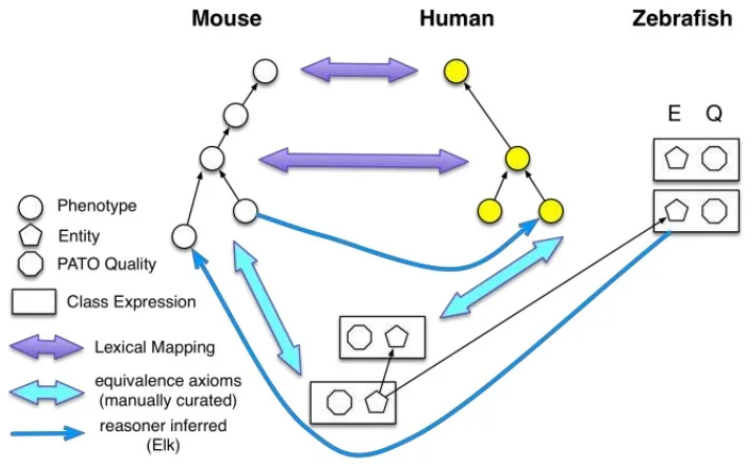 Mouse Human Zebrafish
E Q
Phenotype
Entity
PATO Quality
Class Expression
Lexical Mapping
equivalence axioms
(manually curated)
reasoner inferred
(Elk)